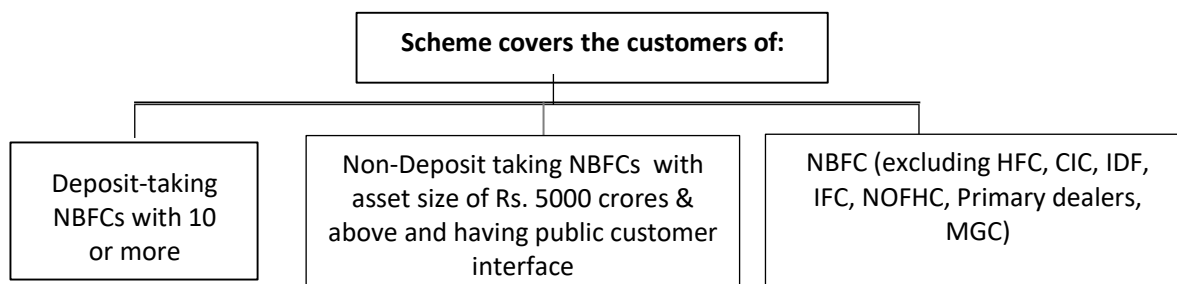 Scheme covers the customers of:
Deposit-taking
NBFCs with 10
or more
Non-Deposit taking NBFCs with
asset size of Rs. 5000 crores &
above and having public customer
interface
NBFC (excluding HFC, CIC, IDF,
IFC, NOFHC, Primary dealers,
MGC)